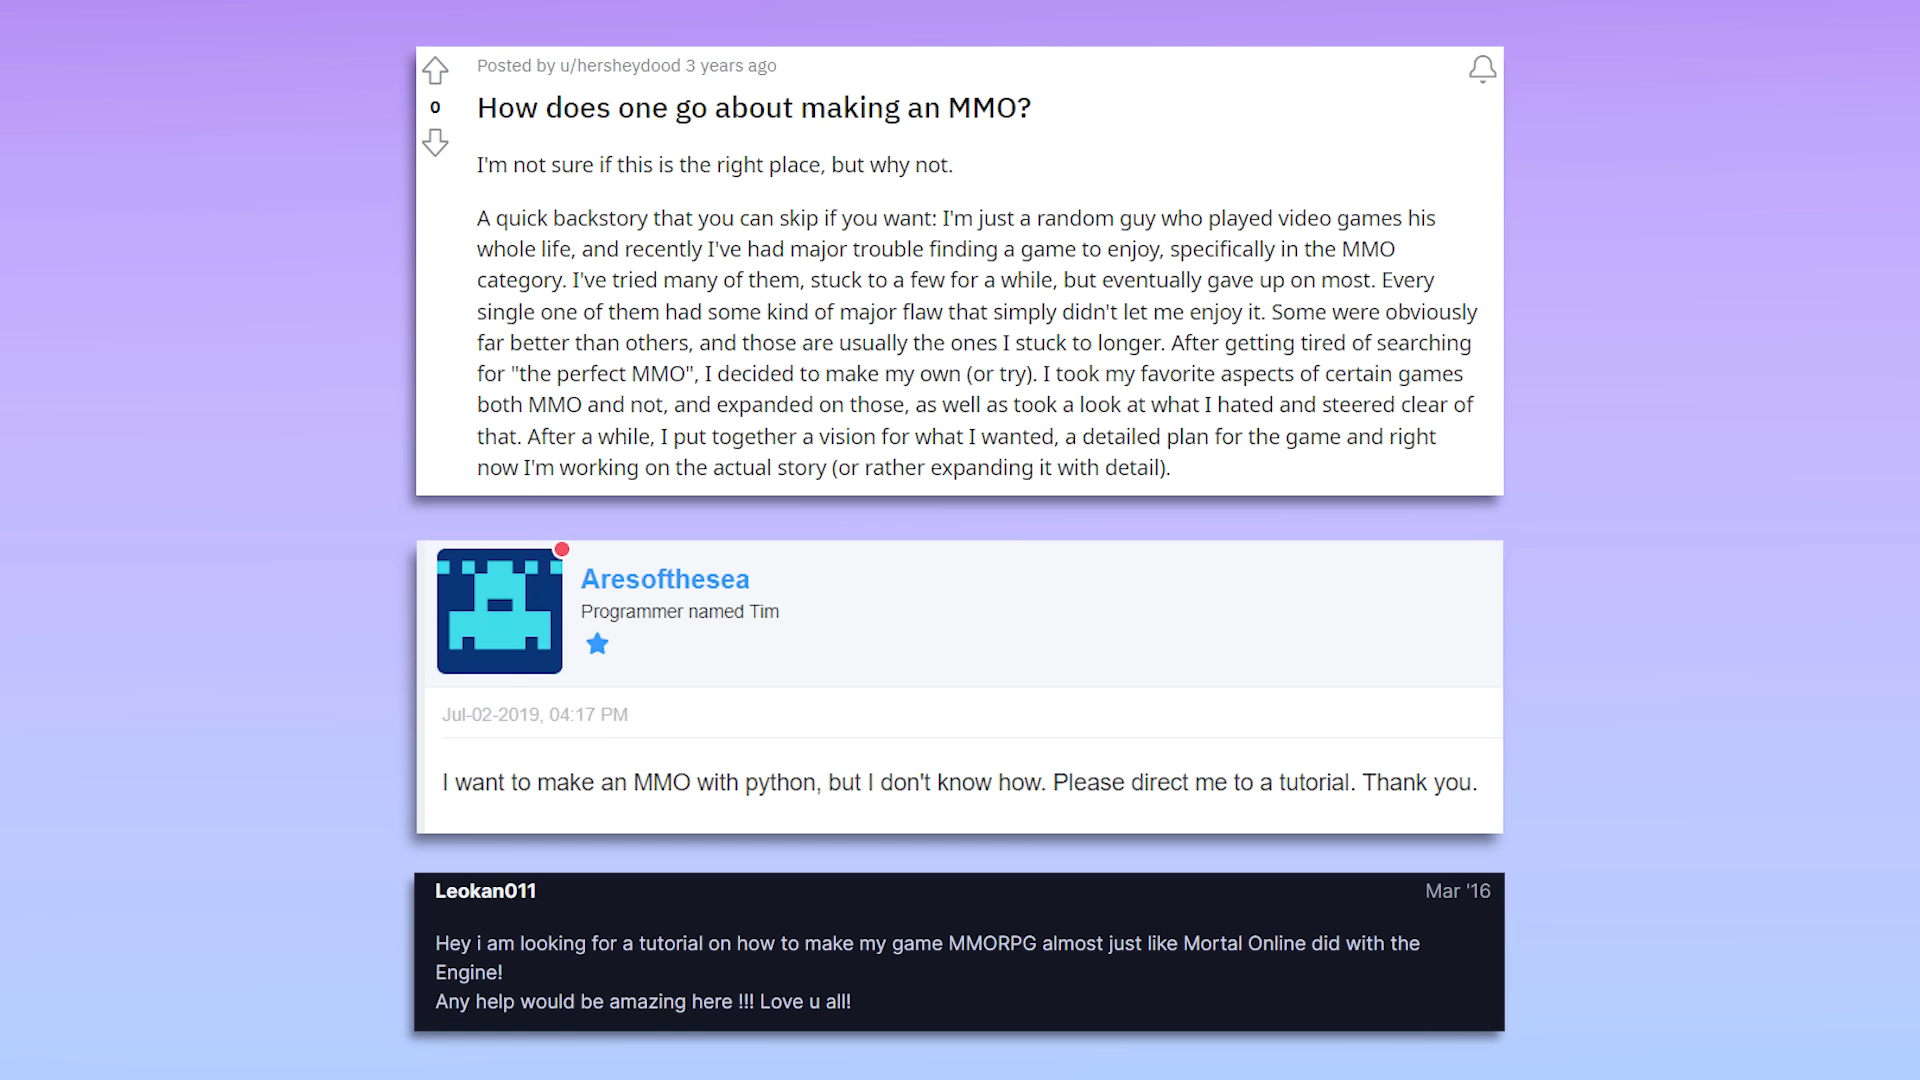 Posted by u/hersheydood 3 years ago
0
How does one go about making an MMO?
I'm not sure if this is the right place, but why not.
A quick backstory that you can skip if you want: I'm just a random guy who played video games his
whole life, and recently I've had major trouble finding a game to enjoy, specifically in the MMO
category. I've tried many of them, stuck to a few for a while, but eventually gave up on most. Every
single one of them had some kind of major flaw that simply didn't let me enjoy it. Some were obviously
far better than others, and those are usually the ones I stuck to longer. After getting tired of searching
for "the perfect MMO", I decided to make my own (or try). I took my favorite aspects of certain games
both MMO and not, and expanded on those, as well as took a look at what I hated and steered clear of
that. After a while, I put together a vision for what I wanted, a detailed plan for the game and right
now I'm working on the actual story (or rather expanding it with detail).
Aresofthesea
Programmer named Tim
Jul-02-2019, 04:17 PM
I want to make an MMO with python, but I don't know how. Please direct me to a tutorial. Thank you.
Leokan011 Mar '16
Hey i am looking for a tutorial on how to make my game MMORPG almost just like Mortal Online did with the
Engine!
Any help would be amazing here !!! Love u all!